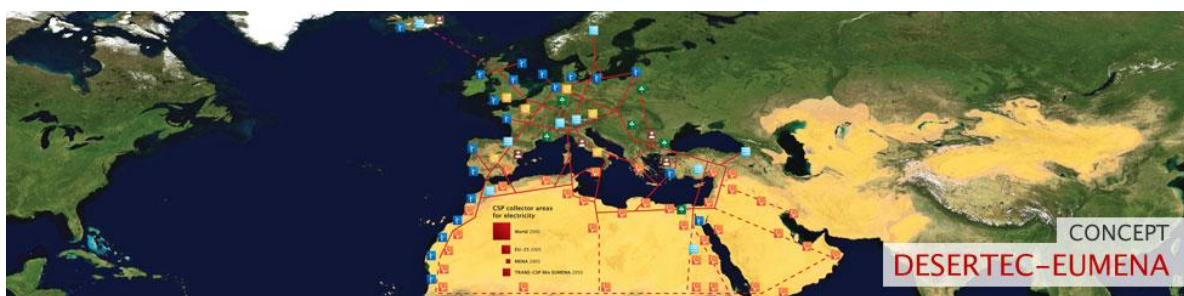 CSP collector areas
for electricity
World 2005
EU-25 2005
MENA 2005
TRANS-CSP Mix EUMENA 2050
CONCEPT
DESERTEC-EUMENA